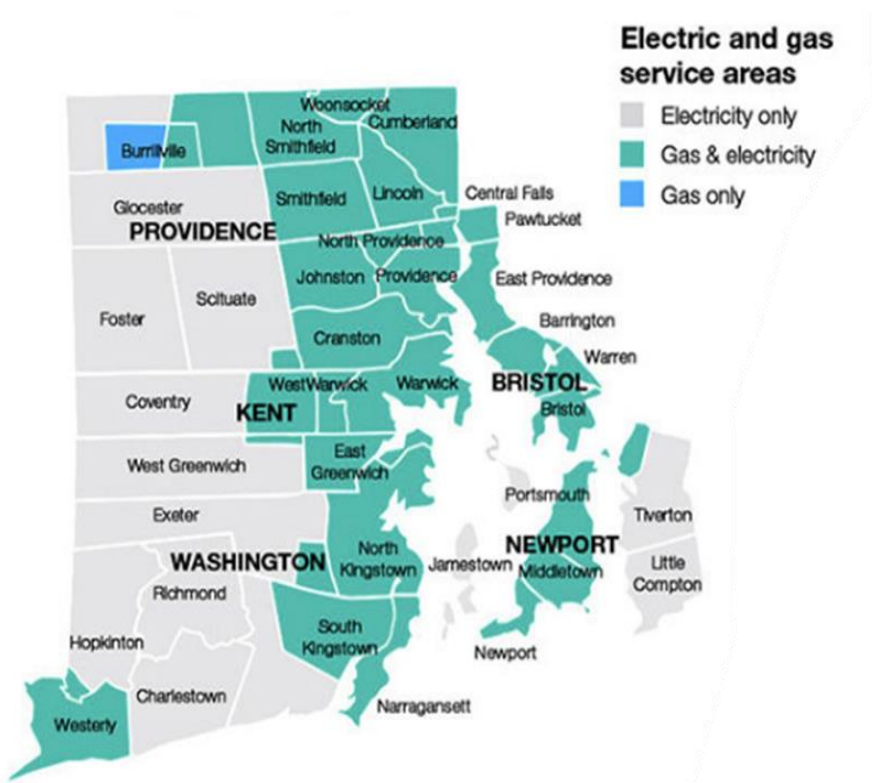 Electric and gas
service areas
Electricity only
Gas & electricity
Gas only
Woonsocket
North
Smithfield
Cumberland
Burrillville
Glocester
Smithfield
Lincoln
Central Falls
Pawtucket
PROVIDENCE
North Providence
Johnston
Providence
East Providence
Foster
Scituate
Cranston
Barrington
Warren
Coventry
West Warwick
Warwick
BRISTOL
KENT
Bristol
West Greenwich
East
Greenwich
Portsmouth
Exeter
Tiverton
WASHINGTON
North
Kingstown
Jamestown
NEWPORT
Middletown
Little
Compton
Richmond
Hopkinton
South
Kingstown
Newport
Charlestown
Narragansett
Westerly